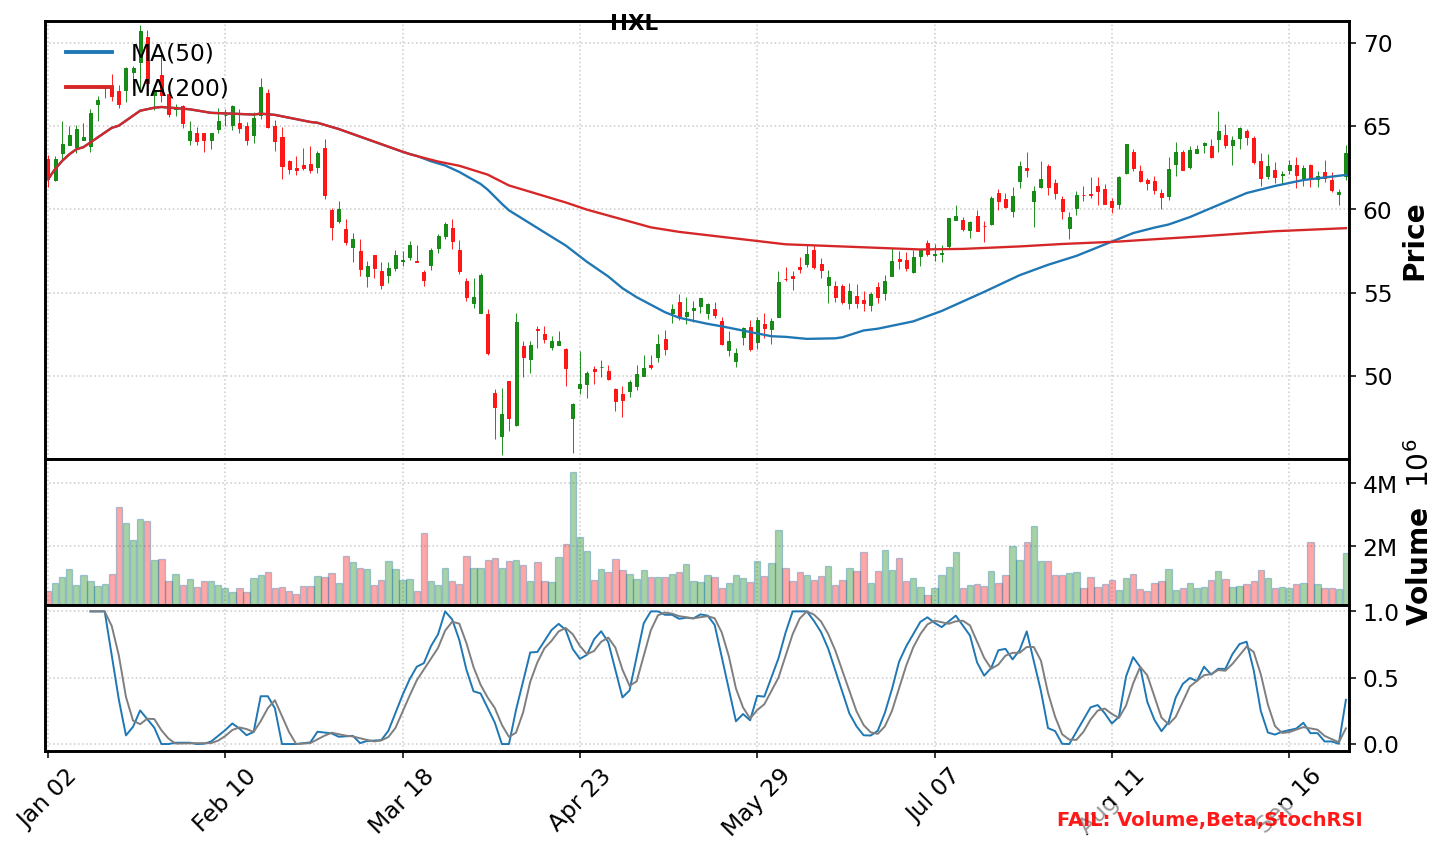 HXL
MA(50)
MA(200)
70
65
60
55
50
Price
4M
2M
Volume 10^6
1.0
0.5
0.0
Jan 02
Feb 10
Mar 18
Apr 23
May 29
Jul 07
Aug 11
Sep 16
FAIL: Volume,Beta,StochRSI